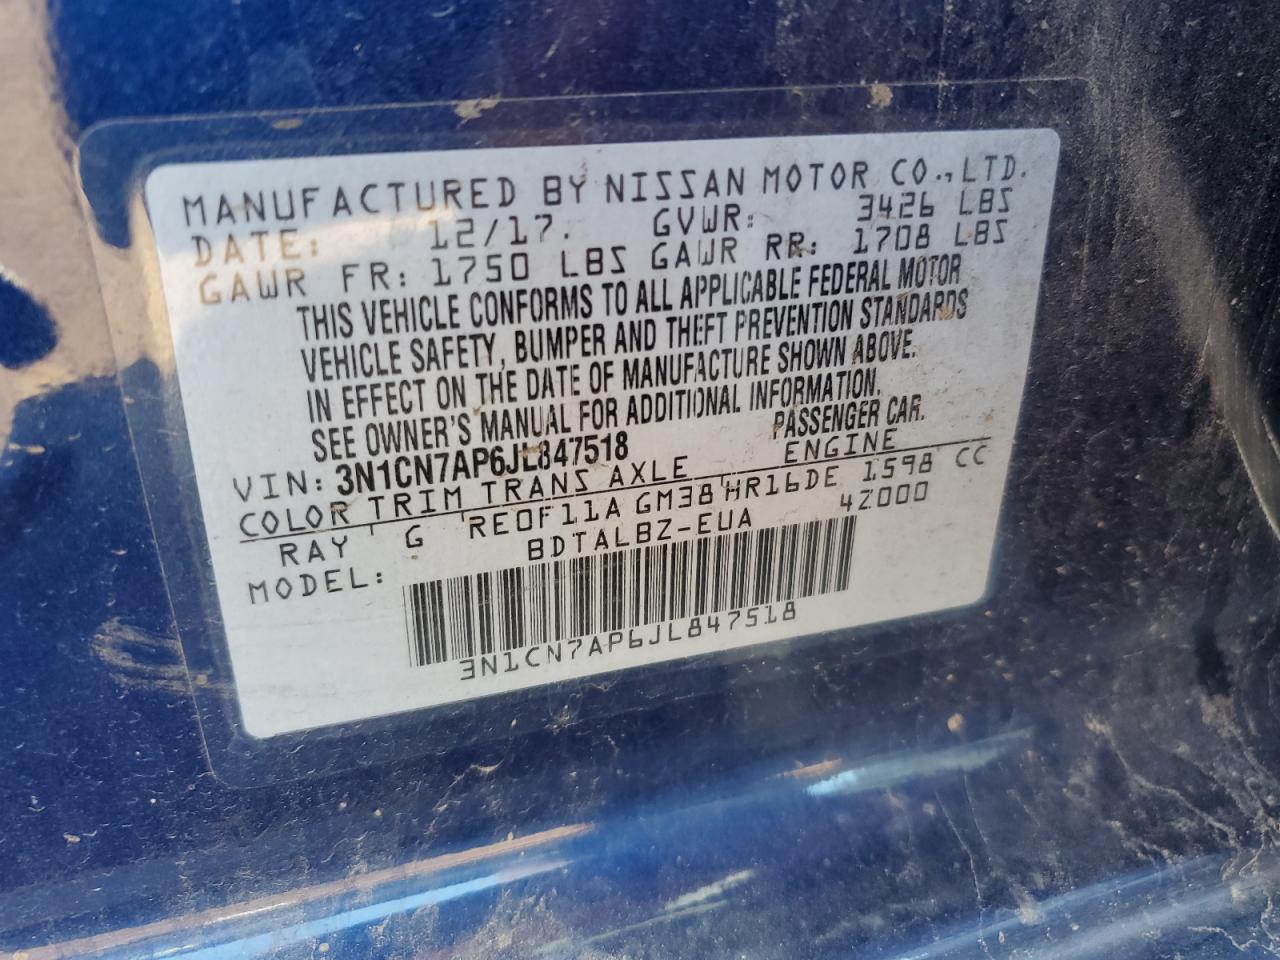 MANUFACTURED BY NISSAN MOTOR CO., LTD.
DATE: 12/17. GVWR: 3426 LBS
GAWR FR: 1750 LBS GAWR RR: 1708 LBS
THIS VEHICLE CONFORMS TO ALL APPLICABLE FEDERAL MOTOR
VEHICLE SAFETY, BUMPER AND THEFT PREVENTION STANDARDS
IN EFFECT ON THE DATE OF MANUFACTURE SHOWN ABOVE.
SEE OWNER'S MANUAL FOR ADDITIONAL INFORMATION.
VIN: 3N1CN7AP6JL847518 PASSENGER CAR.
COLOR TRIM TRANS AXLE ENGINE
RAY G RE0F11A GM38 HR16DE 1598 CC
MODEL: BDTALBZ-EUA 4Z000
3N1CN7AP6JL847518